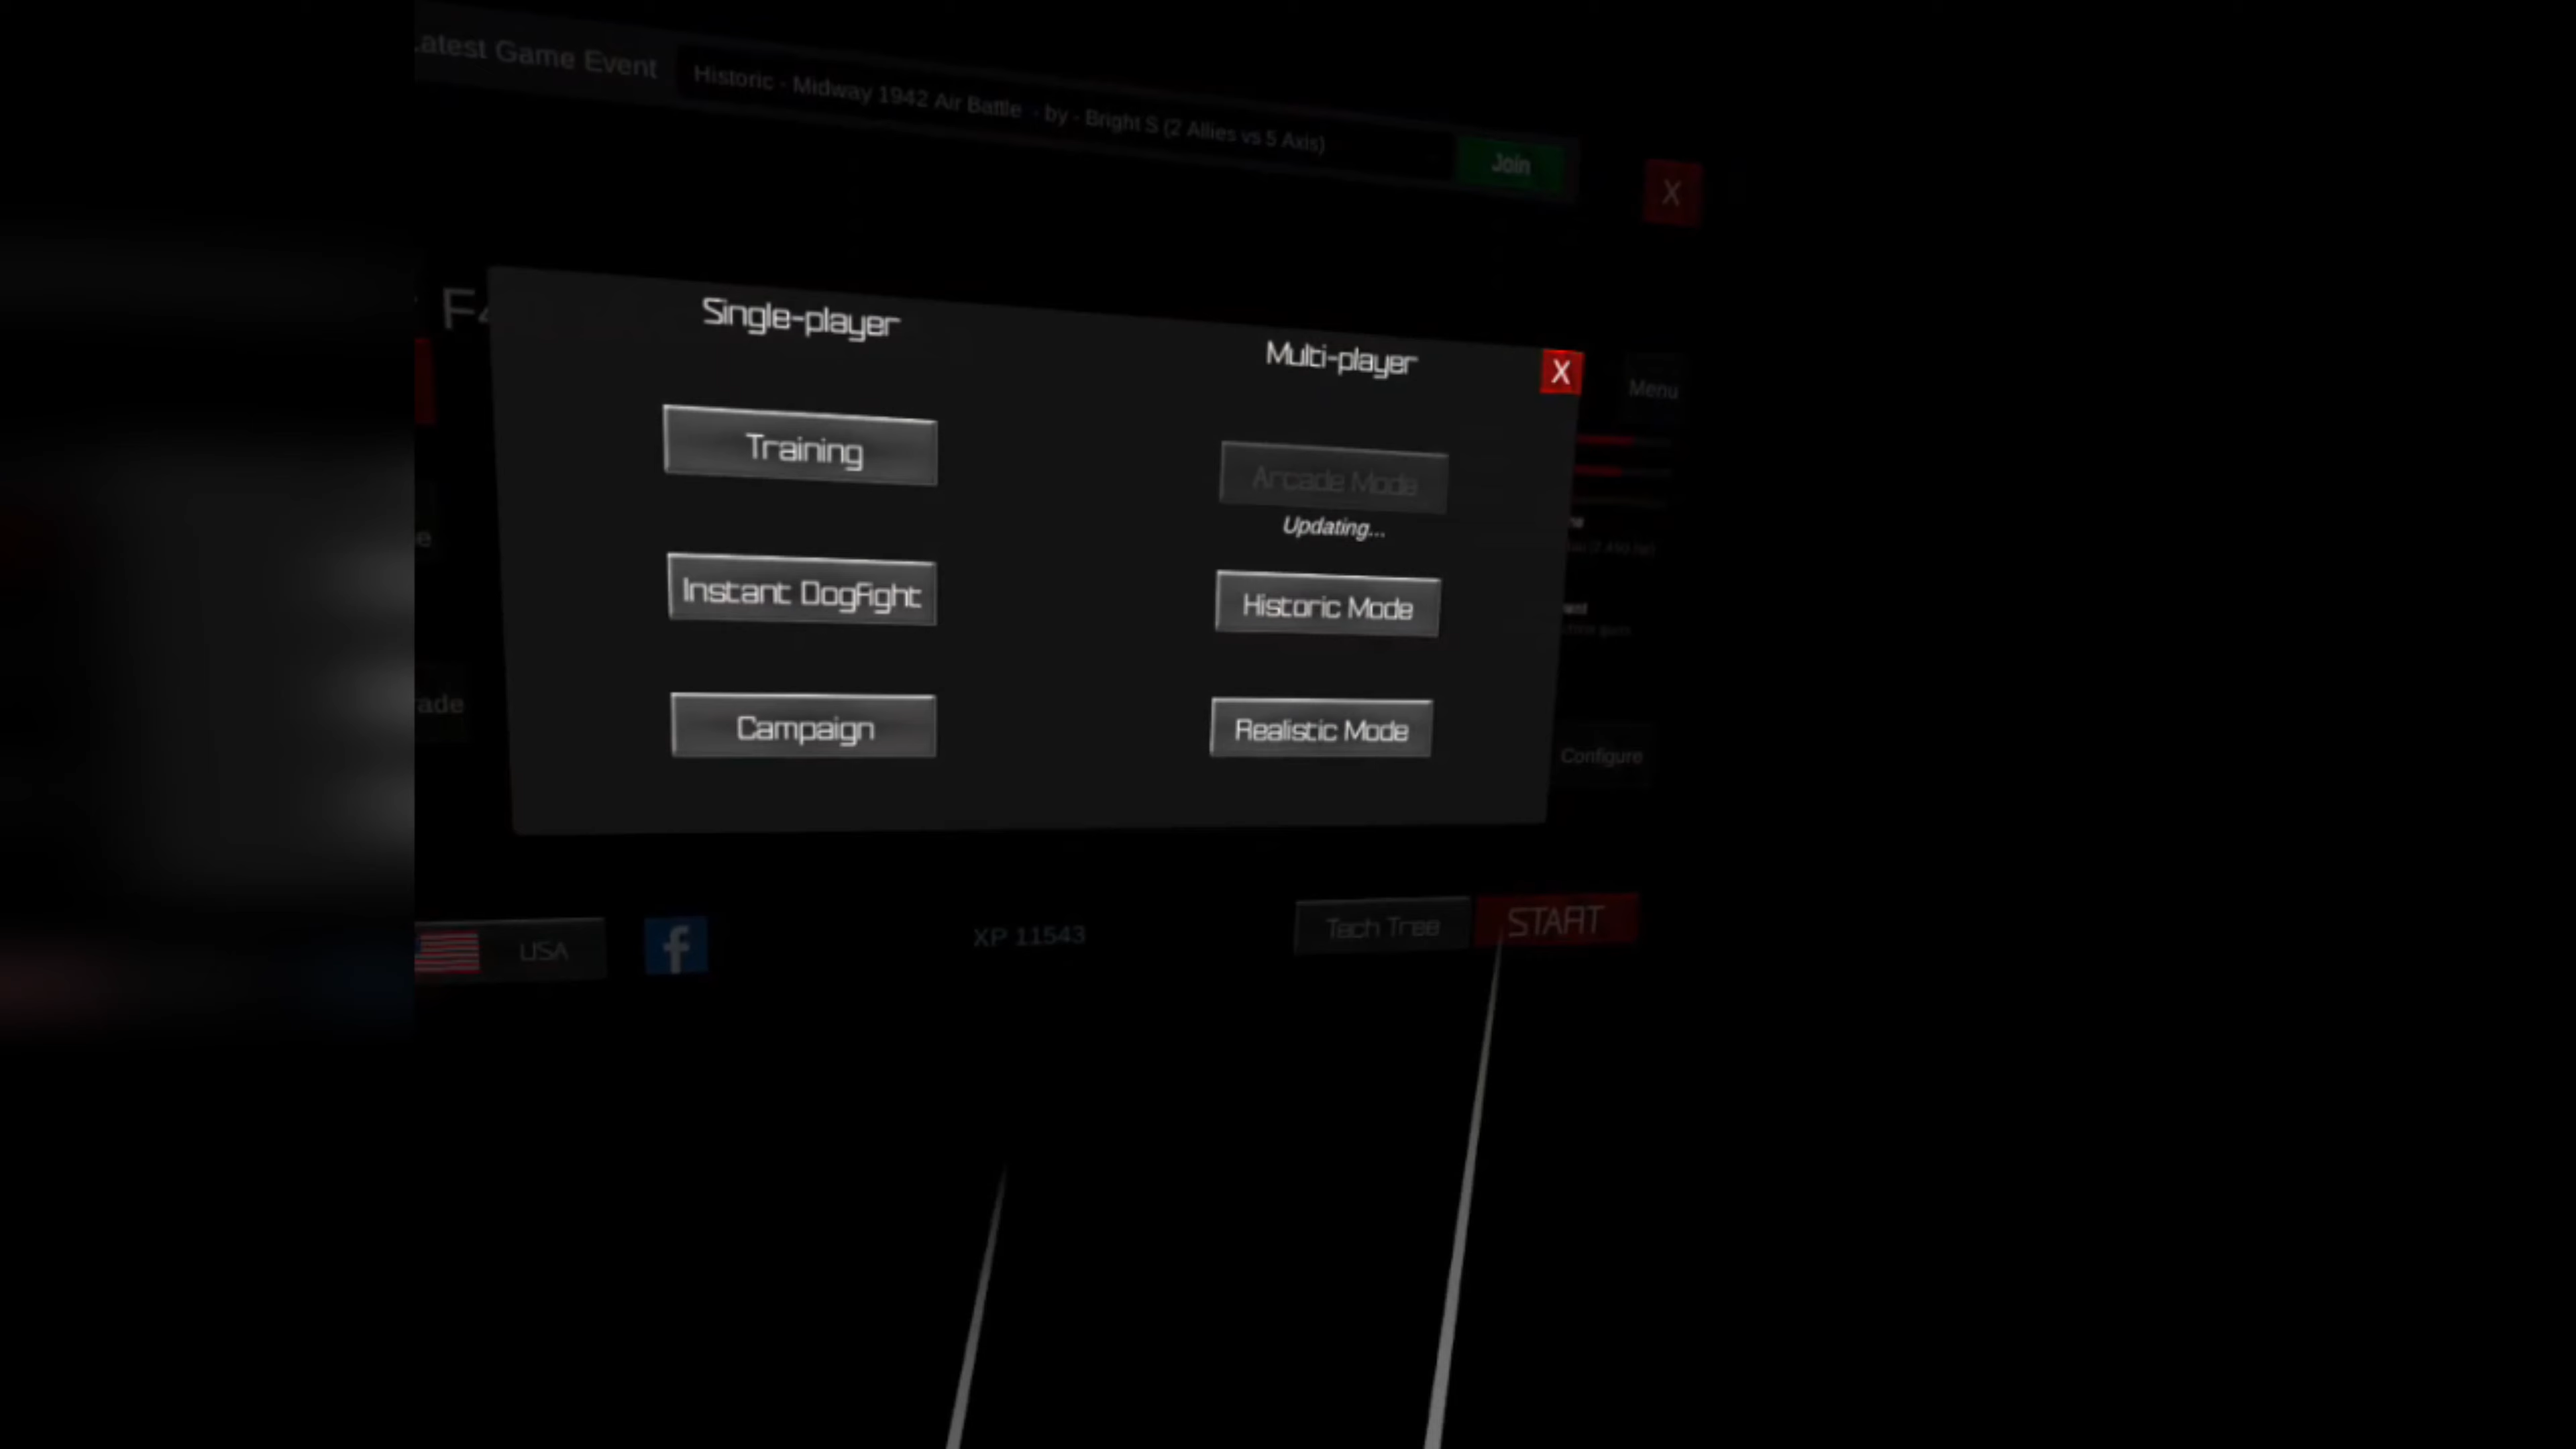 Latest Game Event
Historic - Midway 1942 Air Battle - by - Bright S (2 Allies vs 5 Axis)
Join
X
Single-player
Multi-player
X
Menu
Training
Arcade Mode
Updating...
Instant Dogfight
Historic Mode
Campaign
Realistic Mode
Configure
USA
f
XP 11543
Tech Tree
START